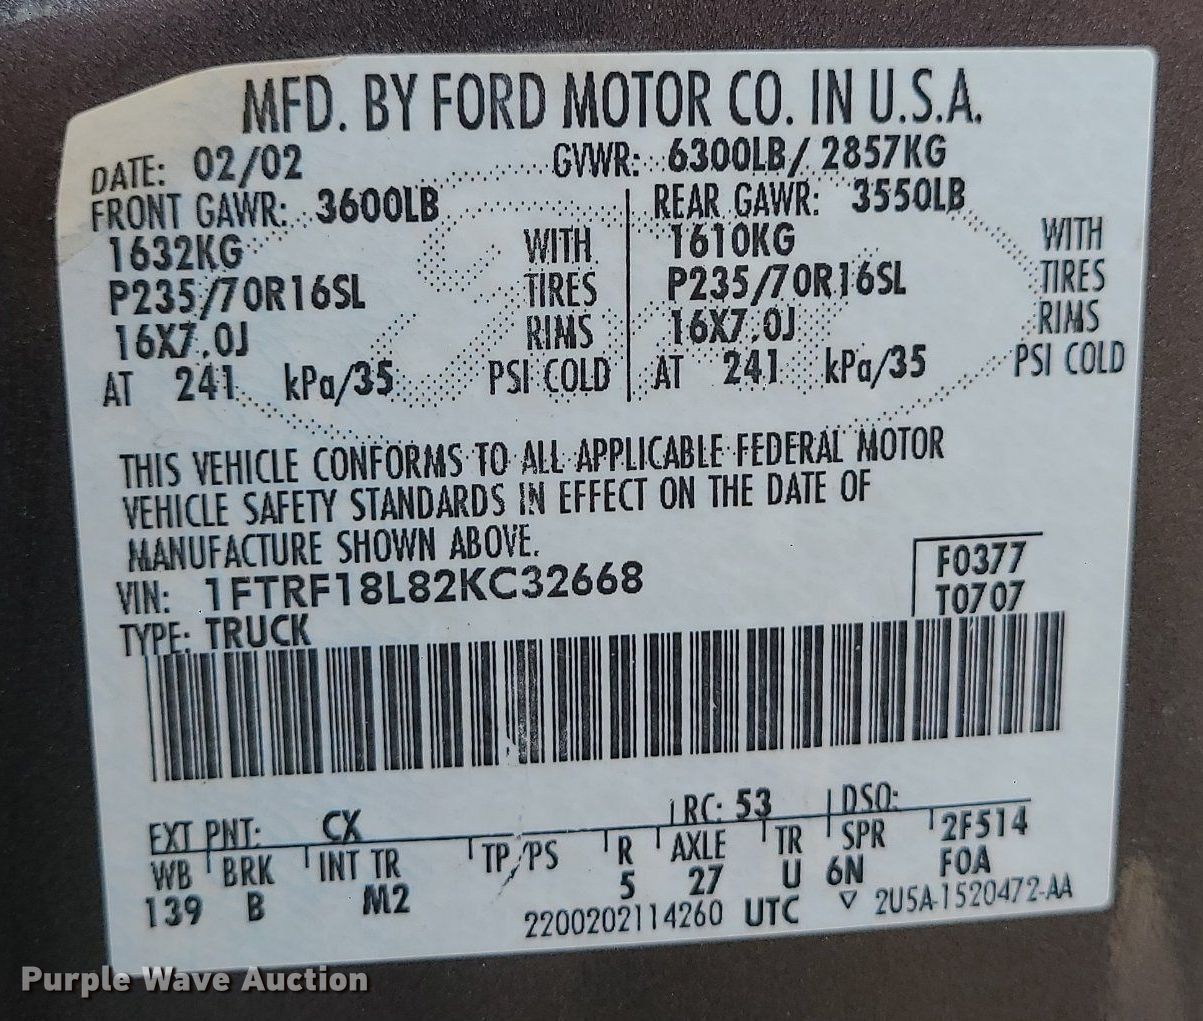 MFD. BY FORD MOTOR CO. IN U.S.A.
DATE: 02/02 GVWR: 6300LB/ 2857KG
FRONT GAWR: 3600LB REAR GAWR: 3550LB
1632KG WITH 1610KG WITH
P235/70R16SL TIRES P235/70R16SL TIRES
16X7.0J RIMS 16X7.0J RIMS
AT 241 kPa/35 PSI COLD AT 241 kPa/35 PSI COLD
THIS VEHICLE CONFORMS TO ALL APPLICABLE FEDERAL MOTOR
VEHICLE SAFETY STANDARDS IN EFFECT ON THE DATE OF
MANUFACTURE SHOWN ABOVE.
VIN: 1FTRF18L82KC32668 F0377
TYPE: TRUCK T0707
EXT PNT: CX RC: 53 DSO:
WB BRK INT TR TP/PS R AXLE TR SPR 2F514
139 B M2 5 27 U 6N FOA
2200202114260 UTC ▽ 2U5A-1520472-AA
Purple Wave Auction